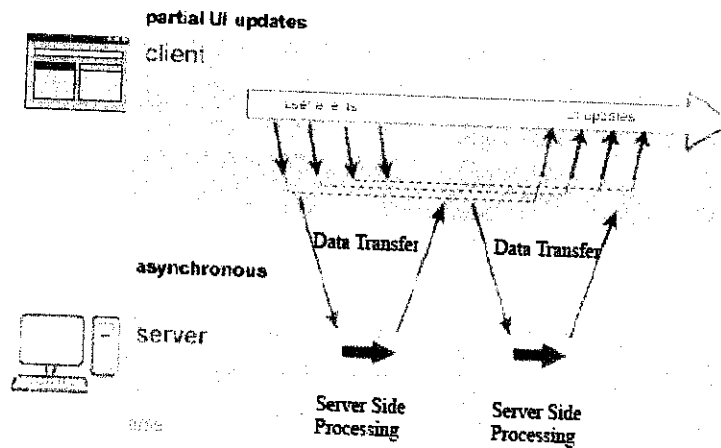 partial UI updates
client
UI updates
Data Transfer
Data Transfer
asynchronous
server
Server Side
Processing
Server Side
Processing